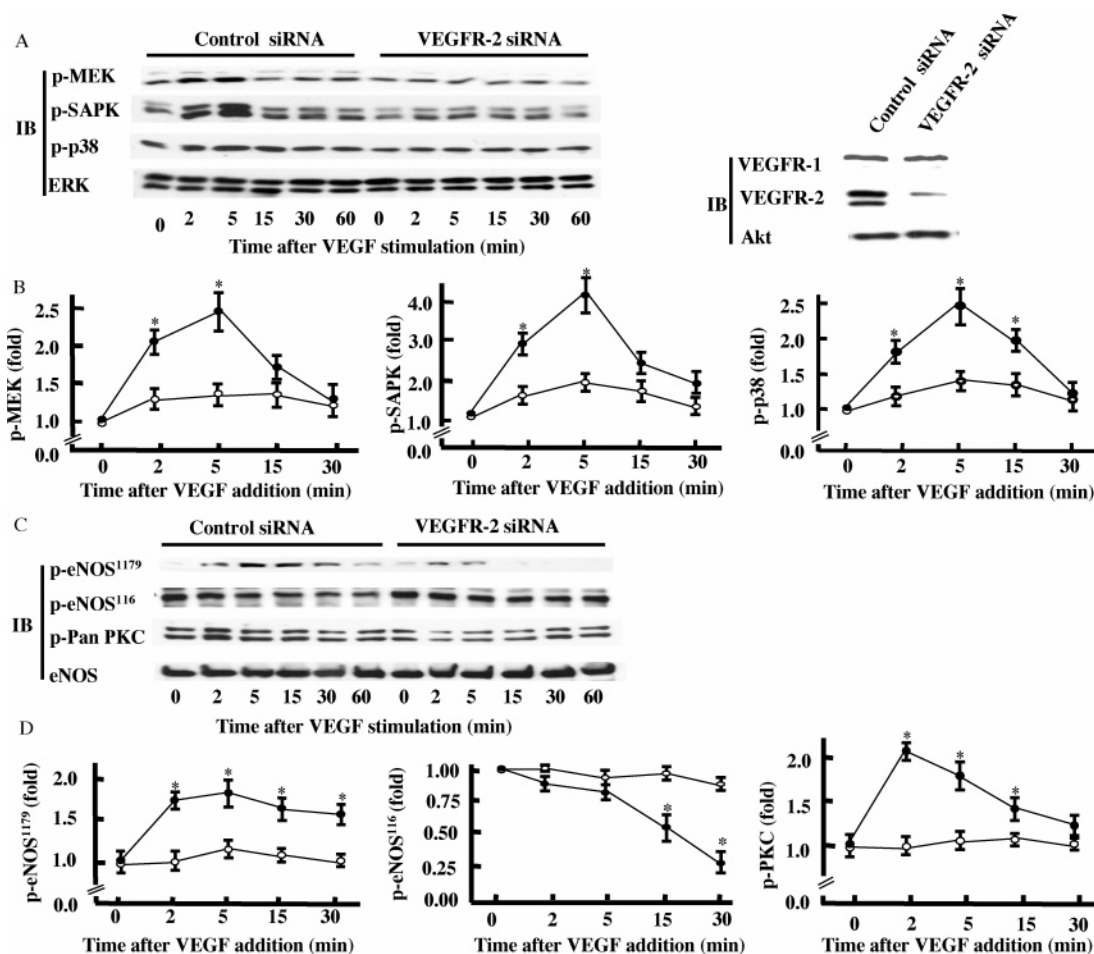 A
Control siRNA
VEGFR-2 siRNA
IB
p-MEK
p-SAPK
p-p38
ERK
0 2 5 15 30 60 0 2 5 15 30 60
Time after VEGF stimulation (min)
Control siRNA
VEGFR-2 siRNA
IB
VEGFR-1
VEGFR-2
Akt
B
p-MEK (fold)
2.5
2.0
1.5
1.0
0.0
* *
0 2 5 15 30
Time after VEGF addition (min)
p-SAPK (fold)
4.0
3.0
2.0
1.0
0.0
* *
0 2 5 15 30
Time after VEGF addition (min)
p-p38 (fold)
2.5
2.0
1.5
1.0
0.0
* * *
0 2 5 15 30
Time after VEGF addition (min)
C
Control siRNA
VEGFR-2 siRNA
IB
p-eNOS¹¹⁷⁹
p-eNOS¹¹⁶
p-Pan PKC
eNOS
0 2 5 15 30 60 0 2 5 15 30 60
Time after VEGF stimulation (min)
D
p-eNOS¹¹⁷⁹ (fold)
2.0
1.5
1.0
0.0
* * * *
0 2 5 15 30
Time after VEGF addition (min)
p-eNOS¹¹⁶ (fold)
1.00
0.75
0.50
0.25
0.00
* *
0 2 5 15 30
Time after VEGF addition (min)
p-PKC (fold)
2.0
1.5
1.0
0.0
* * *
0 2 5 15 30
Time after VEGF addition (min)